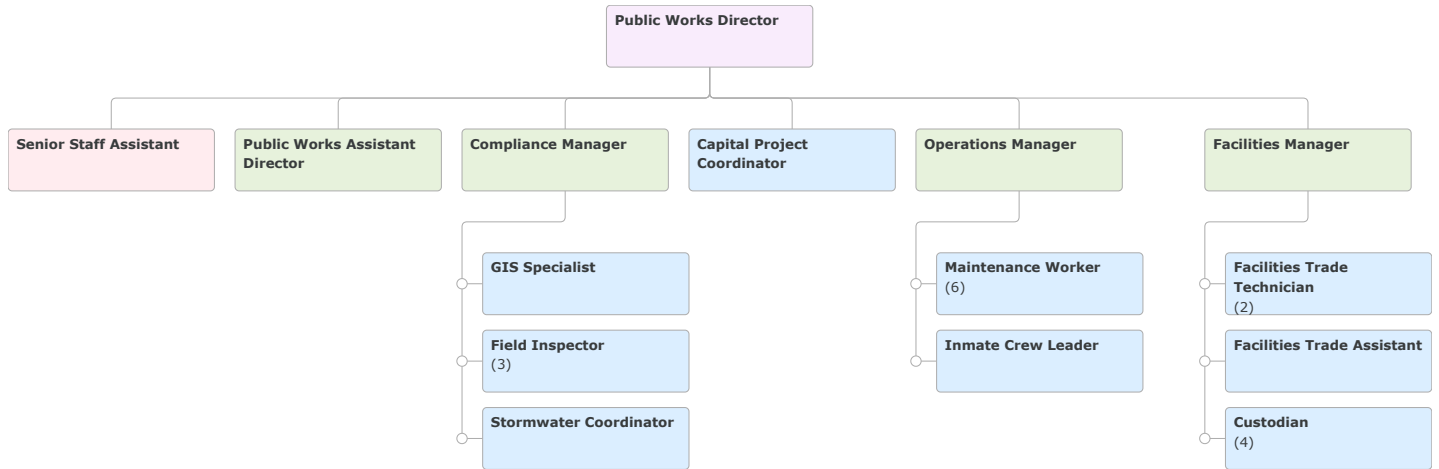 Public Works Director
Senior Staff Assistant
Public Works Assistant
Director
Compliance Manager
Capital Project
Coordinator
Operations Manager
Facilities Manager
GIS Specialist
Field Inspector
(3)
Stormwater Coordinator
Maintenance Worker
(6)
Inmate Crew Leader
Facilities Trade
Technician
(2)
Facilities Trade Assistant
Custodian
(4)